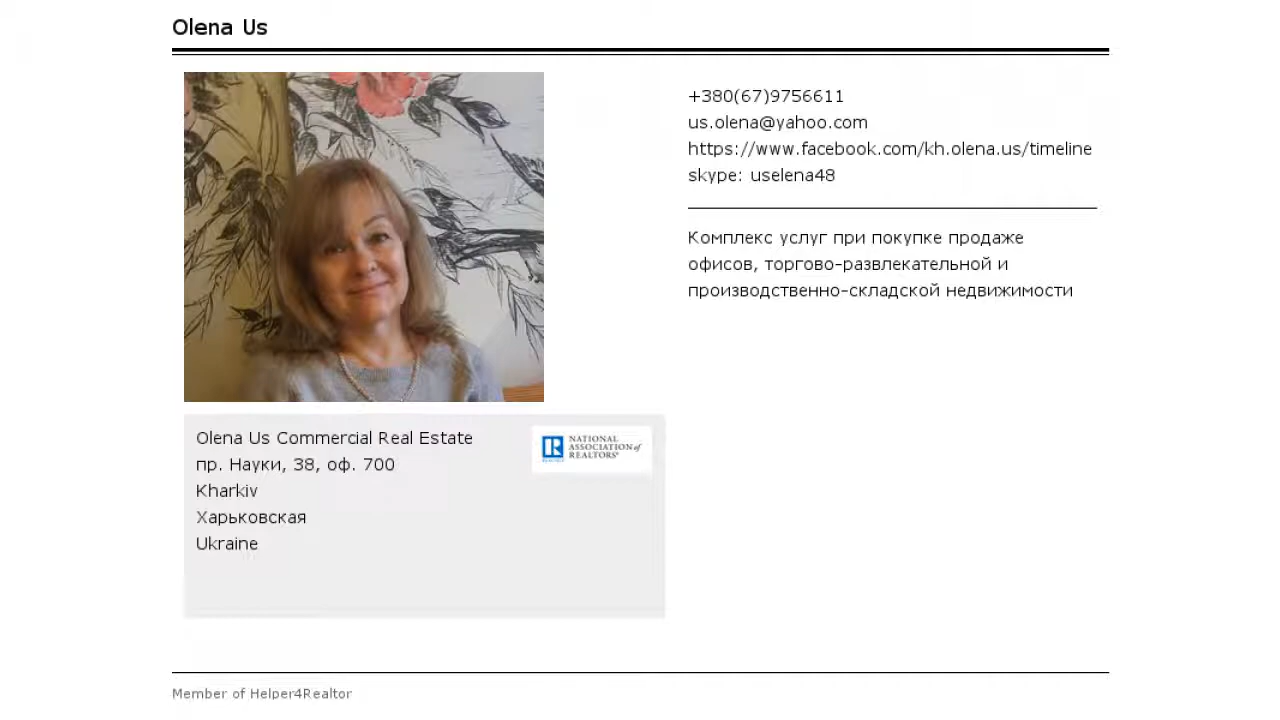 Olena Us
+380(67)9756611
us.olena@yahoo.com
https://www.facebook.com/kh.olena.us/timeline
skype: uselena48
Комплекс услуг при покупке продаже
офисов, торгово-развлекательной и
производственно-складской недвижимости
Olena Us Commercial Real Estate
пр. Науки, 38, оф. 700
Kharkiv
Харьковская
Ukraine
NATIONAL
ASSOCIATION of
REALTORS®
Member of Helper4Realtor